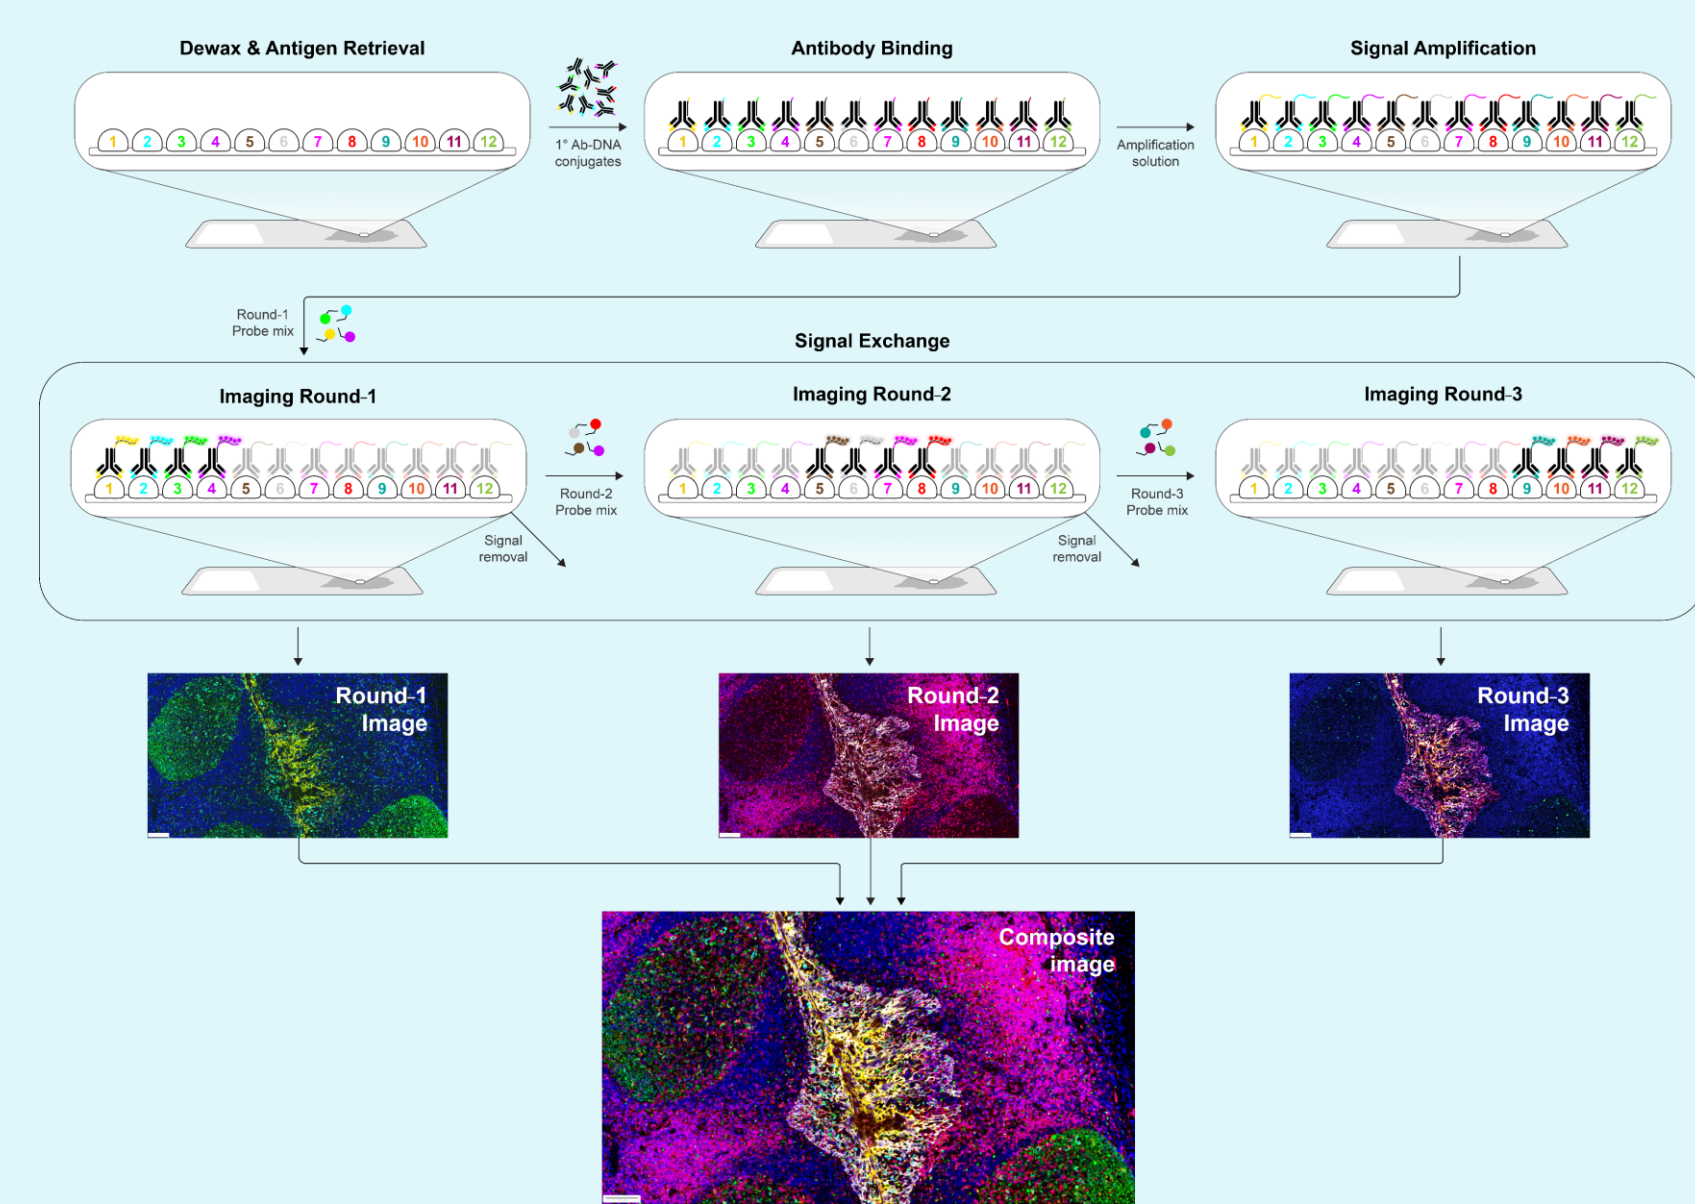 Dewax & Antigen Retrieval
Antibody Binding
Signal Amplification
1 2 3 4 5 6 7 8 9 10 11 12
1° Ab-DNA
conjugates
1 2 3 4 5 6 7 8 9 10 11 12
Amplification
solution
1 2 3 4 5 6 7 8 9 10 11 12
Round-1
Probe mix
Signal Exchange
Imaging Round-1
Imaging Round-2
Imaging Round-3
1 2 3 4 5 6 7 8 9 10 11 12
Round-2
Probe mix
1 2 3 4 5 6 7 8 9 10 11 12
Round-3
Probe mix
1 2 3 4 5 6 7 8 9 10 11 12
Signal
removal
Signal
removal
Round-1
Image
Round-2
Image
Round-3
Image
Composite
image